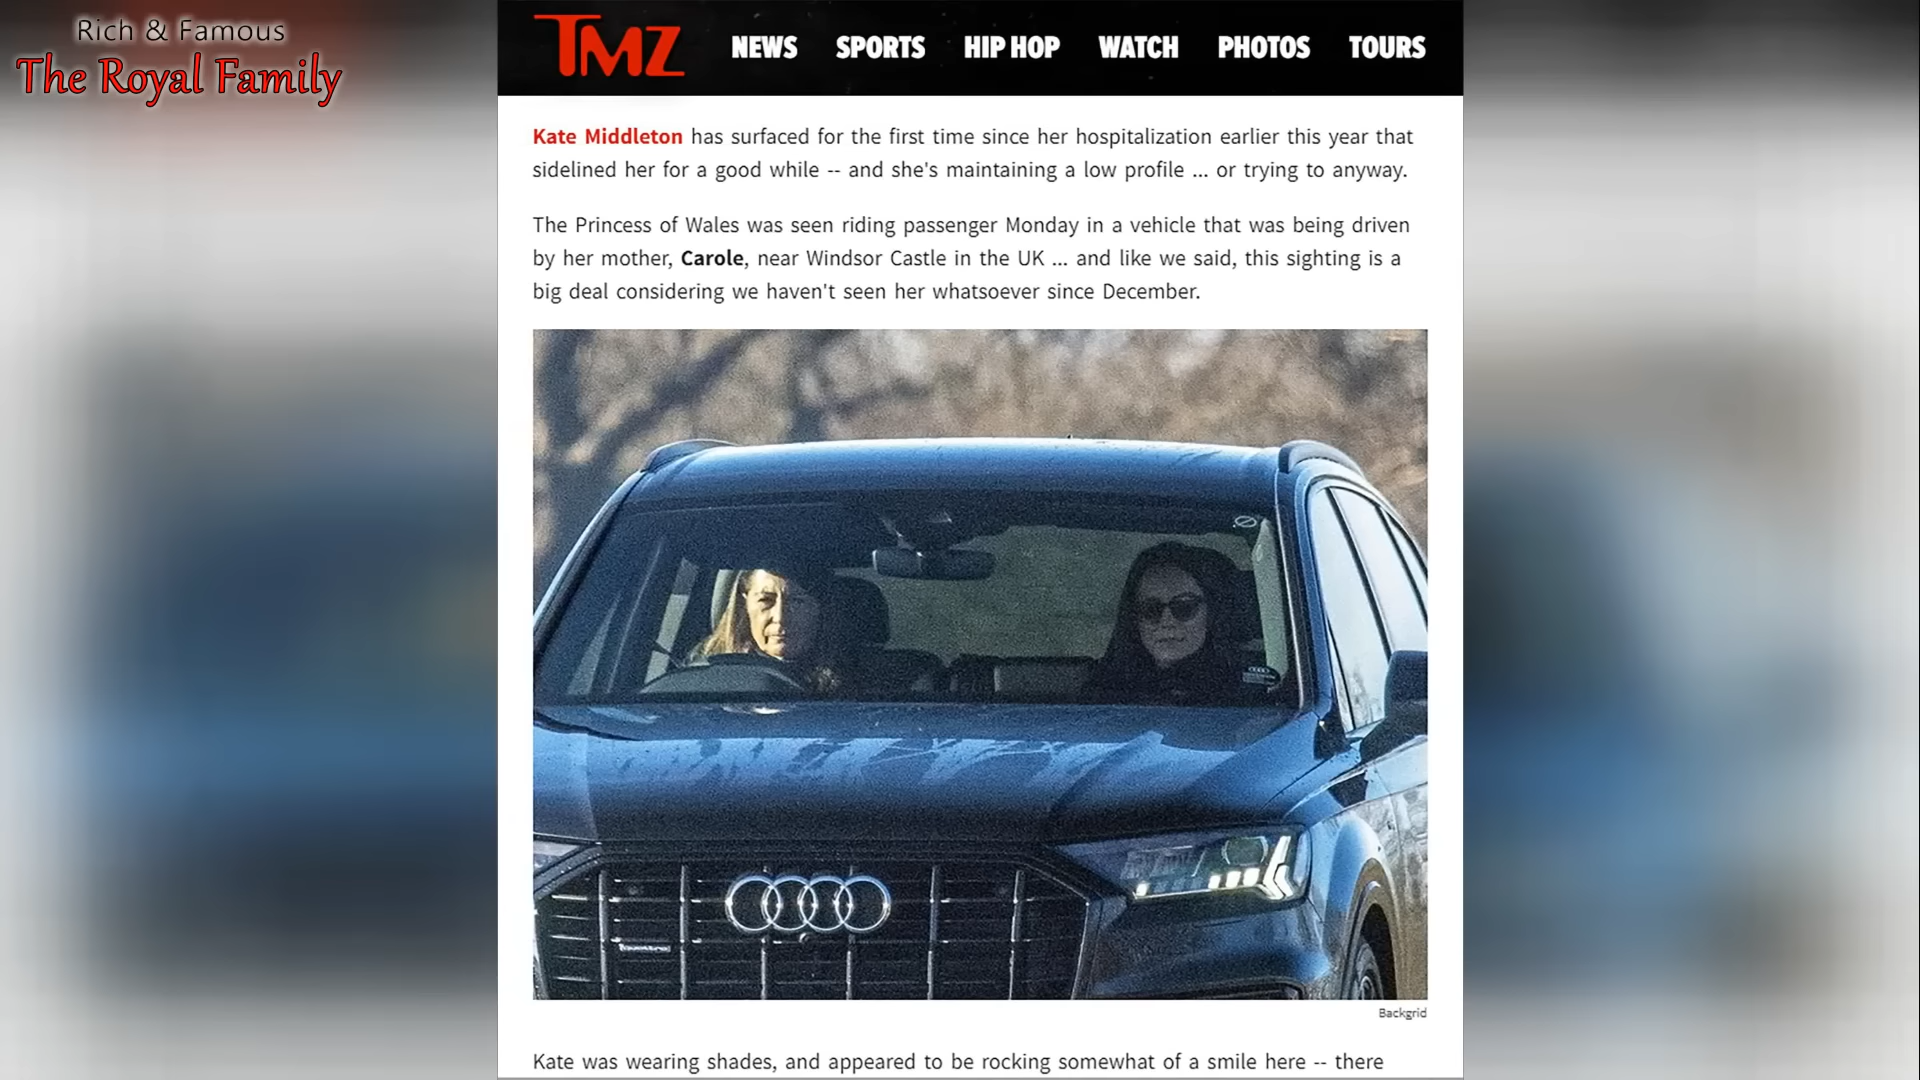 Rich & Famous
The Royal Family
TMZ NEWS SPORTS HIP HOP WATCH PHOTOS TOURS
Kate Middleton has surfaced for the first time since her hospitalization earlier this year that
sidelined her for a good while -- and she's maintaining a low profile ... or trying to anyway.
The Princess of Wales was seen riding passenger Monday in a vehicle that was being driven
by her mother, Carole, near Windsor Castle in the UK ... and like we said, this sighting is a
big deal considering we haven't seen her whatsoever since December.
quattro
Backgrid
Kate was wearing shades, and appeared to be rocking somewhat of a smile here -- there